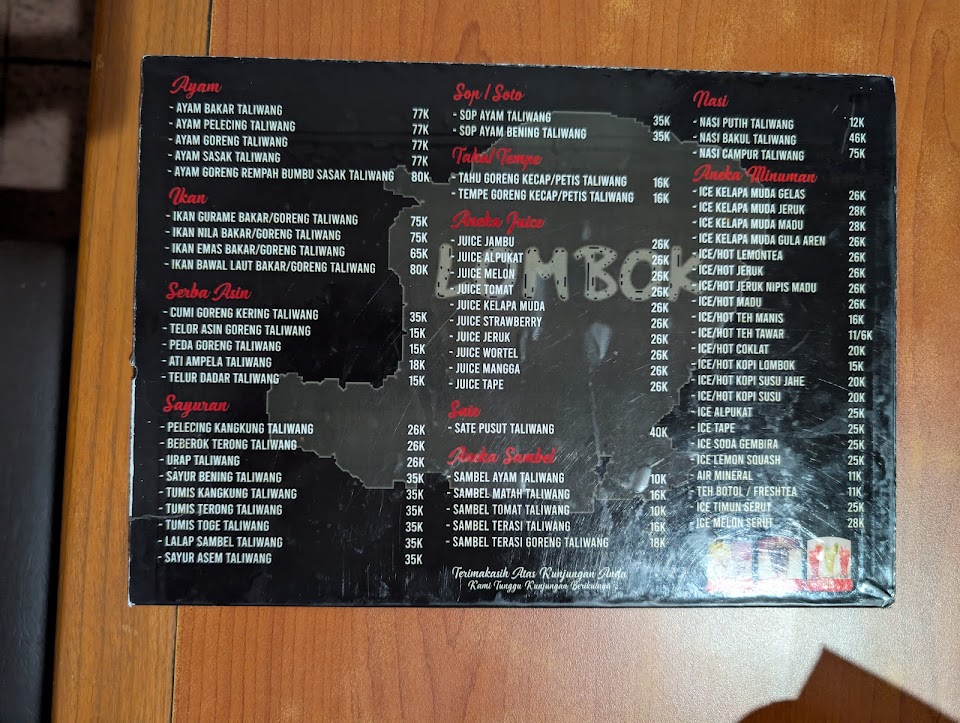 Ayam
- AYAM BAKAR TALIWANG 77K
- AYAM PELECING TALIWANG 77K
- AYAM GORENG TALIWANG 77K
- AYAM SASAK TALIWANG 77K
- AYAM GORENG REMPAH BUMBU SASAK TALIWANG 80K
Ikan
- IKAN GURAME BAKAR/GORENG TALIWANG 75K
- IKAN NILA BAKAR/GORENG TALIWANG 75K
- IKAN EMAS BAKAR/GORENG TALIWANG 65K
- IKAN BAWAL LAUT BAKAR/GORENG TALIWANG 80K
Serba Asin
- CUMI GORENG KERING TALIWANG 35K
- TELOR ASIN GORENG TALIWANG 15K
- PEDA GORENG TALIWANG 15K
- ATI AMPELA TALIWANG 18K
- TELUR DADAR TALIWANG 15K
Sayuran
- PELECING KANGKUNG TALIWANG 26K
- BEBEROK TERONG TALIWANG 26K
- URAP TALIWANG 26K
- SAYUR BENING TALIWANG 35K
- TUMIS KANGKUNG TALIWANG 35K
- TUMIS TERONG TALIWANG 35K
- TUMIS TOGE TALIWANG 35K
- LALAP SAMBEL TALIWANG 35K
- SAYUR ASEM TALIWANG 35K
Sop / Soto
- SOP AYAM TALIWANG 35K
- SOP AYAM BENING TALIWANG 35K
Tahu/Tempe
- TAHU GORENG KECAP/PETIS TALIWANG 16K
- TEMPE GORENG KECAP/PETIS TALIWANG 16K
Aneka Juice
- JUICE JAMBU 26K
- JUICE ALPUKAT 26K
- JUICE MELON 26K
- JUICE TOMAT 26K
- JUICE KELAPA MUDA 26K
- JUICE STRAWBERRY 26K
- JUICE JERUK 26K
- JUICE WORTEL 26K
- JUICE MANGGA 26K
- JUICE TAPE 26K
LOMBOK
Sate
- SATE PUSUT TALIWANG 40K
Aneka Sambel
- SAMBEL AYAM TALIWANG 10K
- SAMBEL MATAH TALIWANG 16K
- SAMBEL TOMAT TALIWANG 10K
- SAMBEL TERASI TALIWANG 16K
- SAMBEL TERASI GORENG TALIWANG 18K
Terimakasih Atas Kunjungan Anda
Kami Tunggu Kunjungan Berikutnya
Nasi
- NASI PUTIH TALIWANG 12K
- NASI BAKUL TALIWANG 46K
- NASI CAMPUR TALIWANG 75K
Aneka Minuman
- ICE KELAPA MUDA GELAS 26K
- ICE KELAPA MUDA JERUK 28K
- ICE KELAPA MUDA MADU 28K
- ICE KELAPA MUDA GULA AREN 26K
- ICE/HOT LEMONTEA 26K
- ICE/HOT JERUK 26K
- ICE/HOT JERUK NIPIS MADU 26K
- ICE/HOT MADU 26K
- ICE/HOT TEH MANIS 16K
- ICE/HOT TEH TAWAR 11/6K
- ICE/HOT COKLAT 20K
- ICE/HOT KOPI LOMBOK 15K
- ICE/HOT KOPI SUSU JAHE 20K
- ICE/HOT KOPI SUSU 20K
- ICE ALPUKAT 25K
- ICE TAPE 25K
- ICE SODA GEMBIRA 25K
- ICE LEMON SQUASH 25K
- AIR MINERAL 11K
- TEH BOTOL / FRESHTEA 11K
- ICE TIMUN SERUT 25K
- ICE MELON SERUT 28K